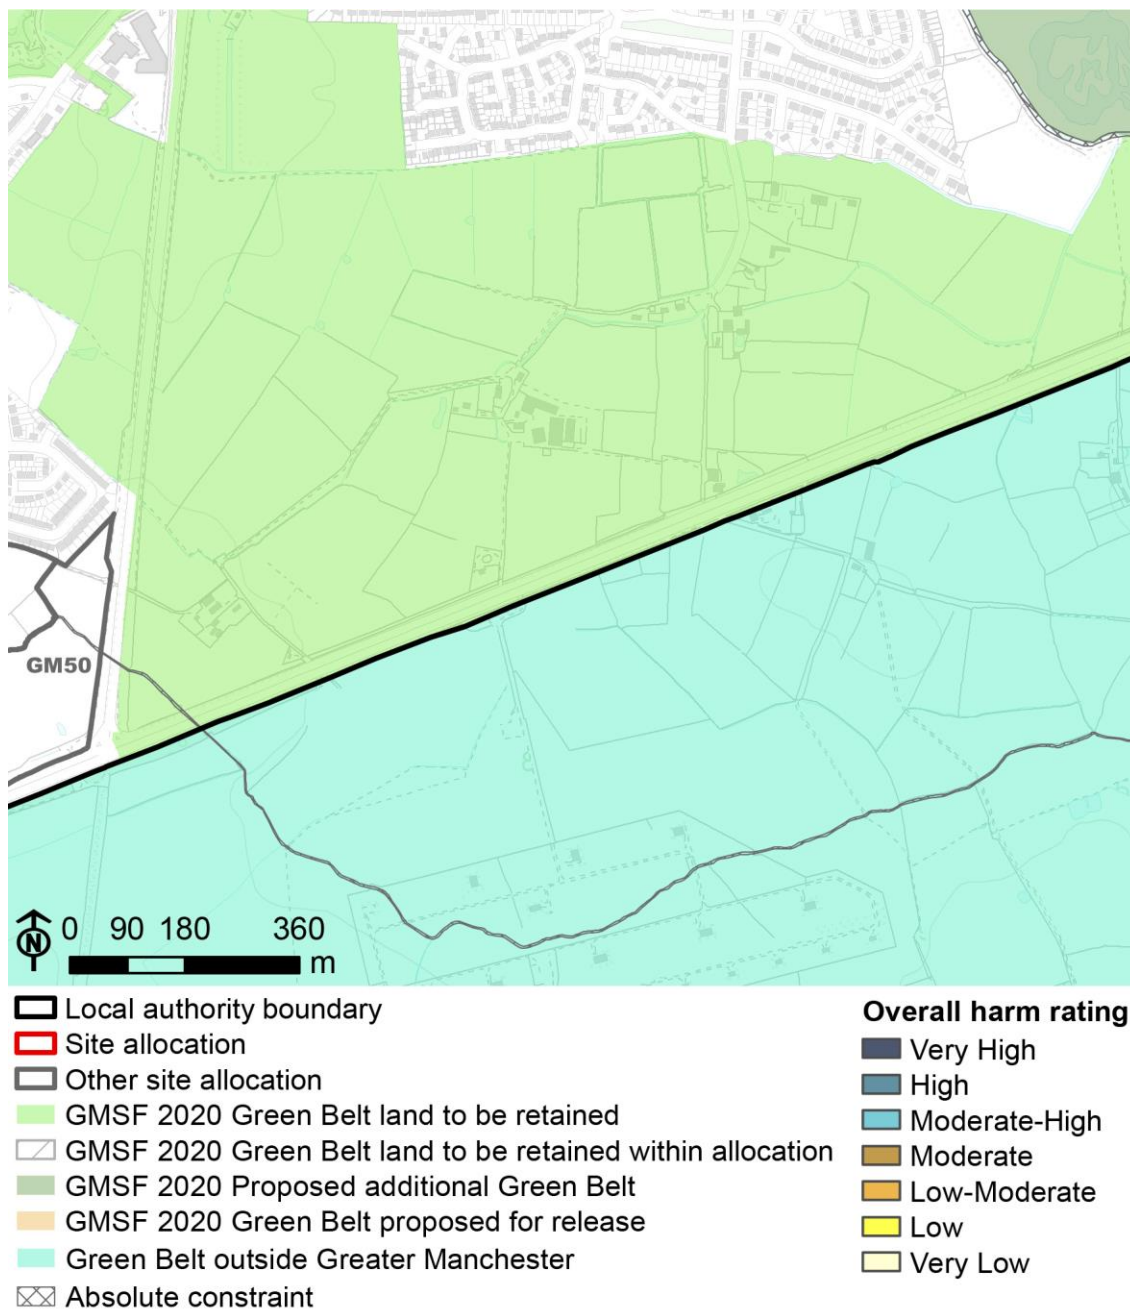 GM50
N
0 90 180 360
m
Local authority boundary
Site allocation
Other site allocation
GMSF 2020 Green Belt land to be retained
GMSF 2020 Green Belt land to be retained within allocation
GMSF 2020 Proposed additional Green Belt
GMSF 2020 Green Belt proposed for release
Green Belt outside Greater Manchester
Absolute constraint
Overall harm rating
Very High
High
Moderate-High
Moderate
Low-Moderate
Low
Very Low